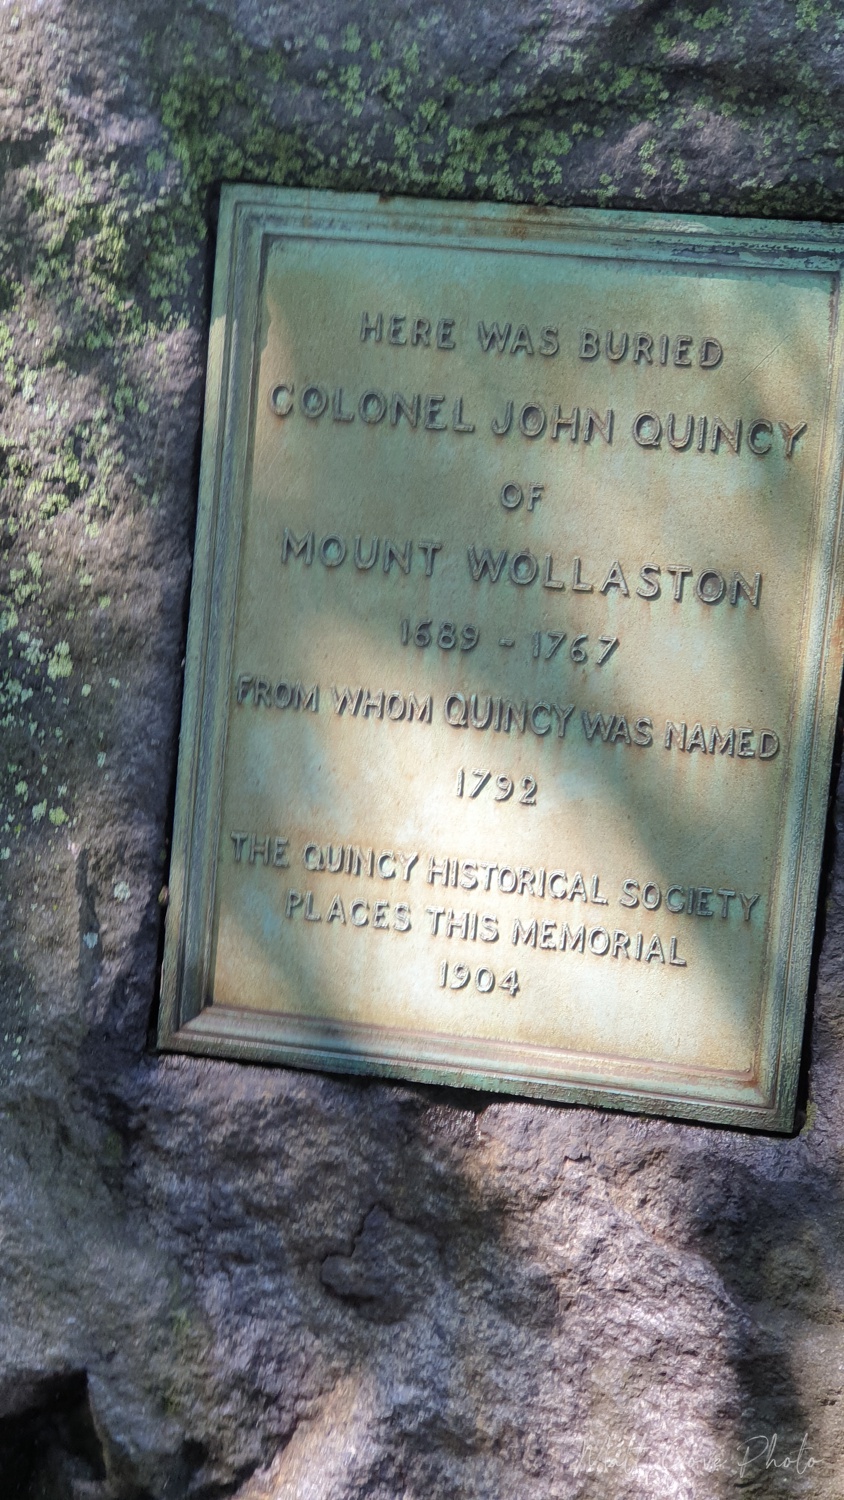 HERE WAS BURIED
COLONEL JOHN QUINCY
OF
MOUNT WOLLASTON
1689 - 1767
FROM WHOM QUINCY WAS NAMED
1792
THE QUINCY HISTORICAL SOCIETY
PLACES THIS MEMORIAL
1904
Photo